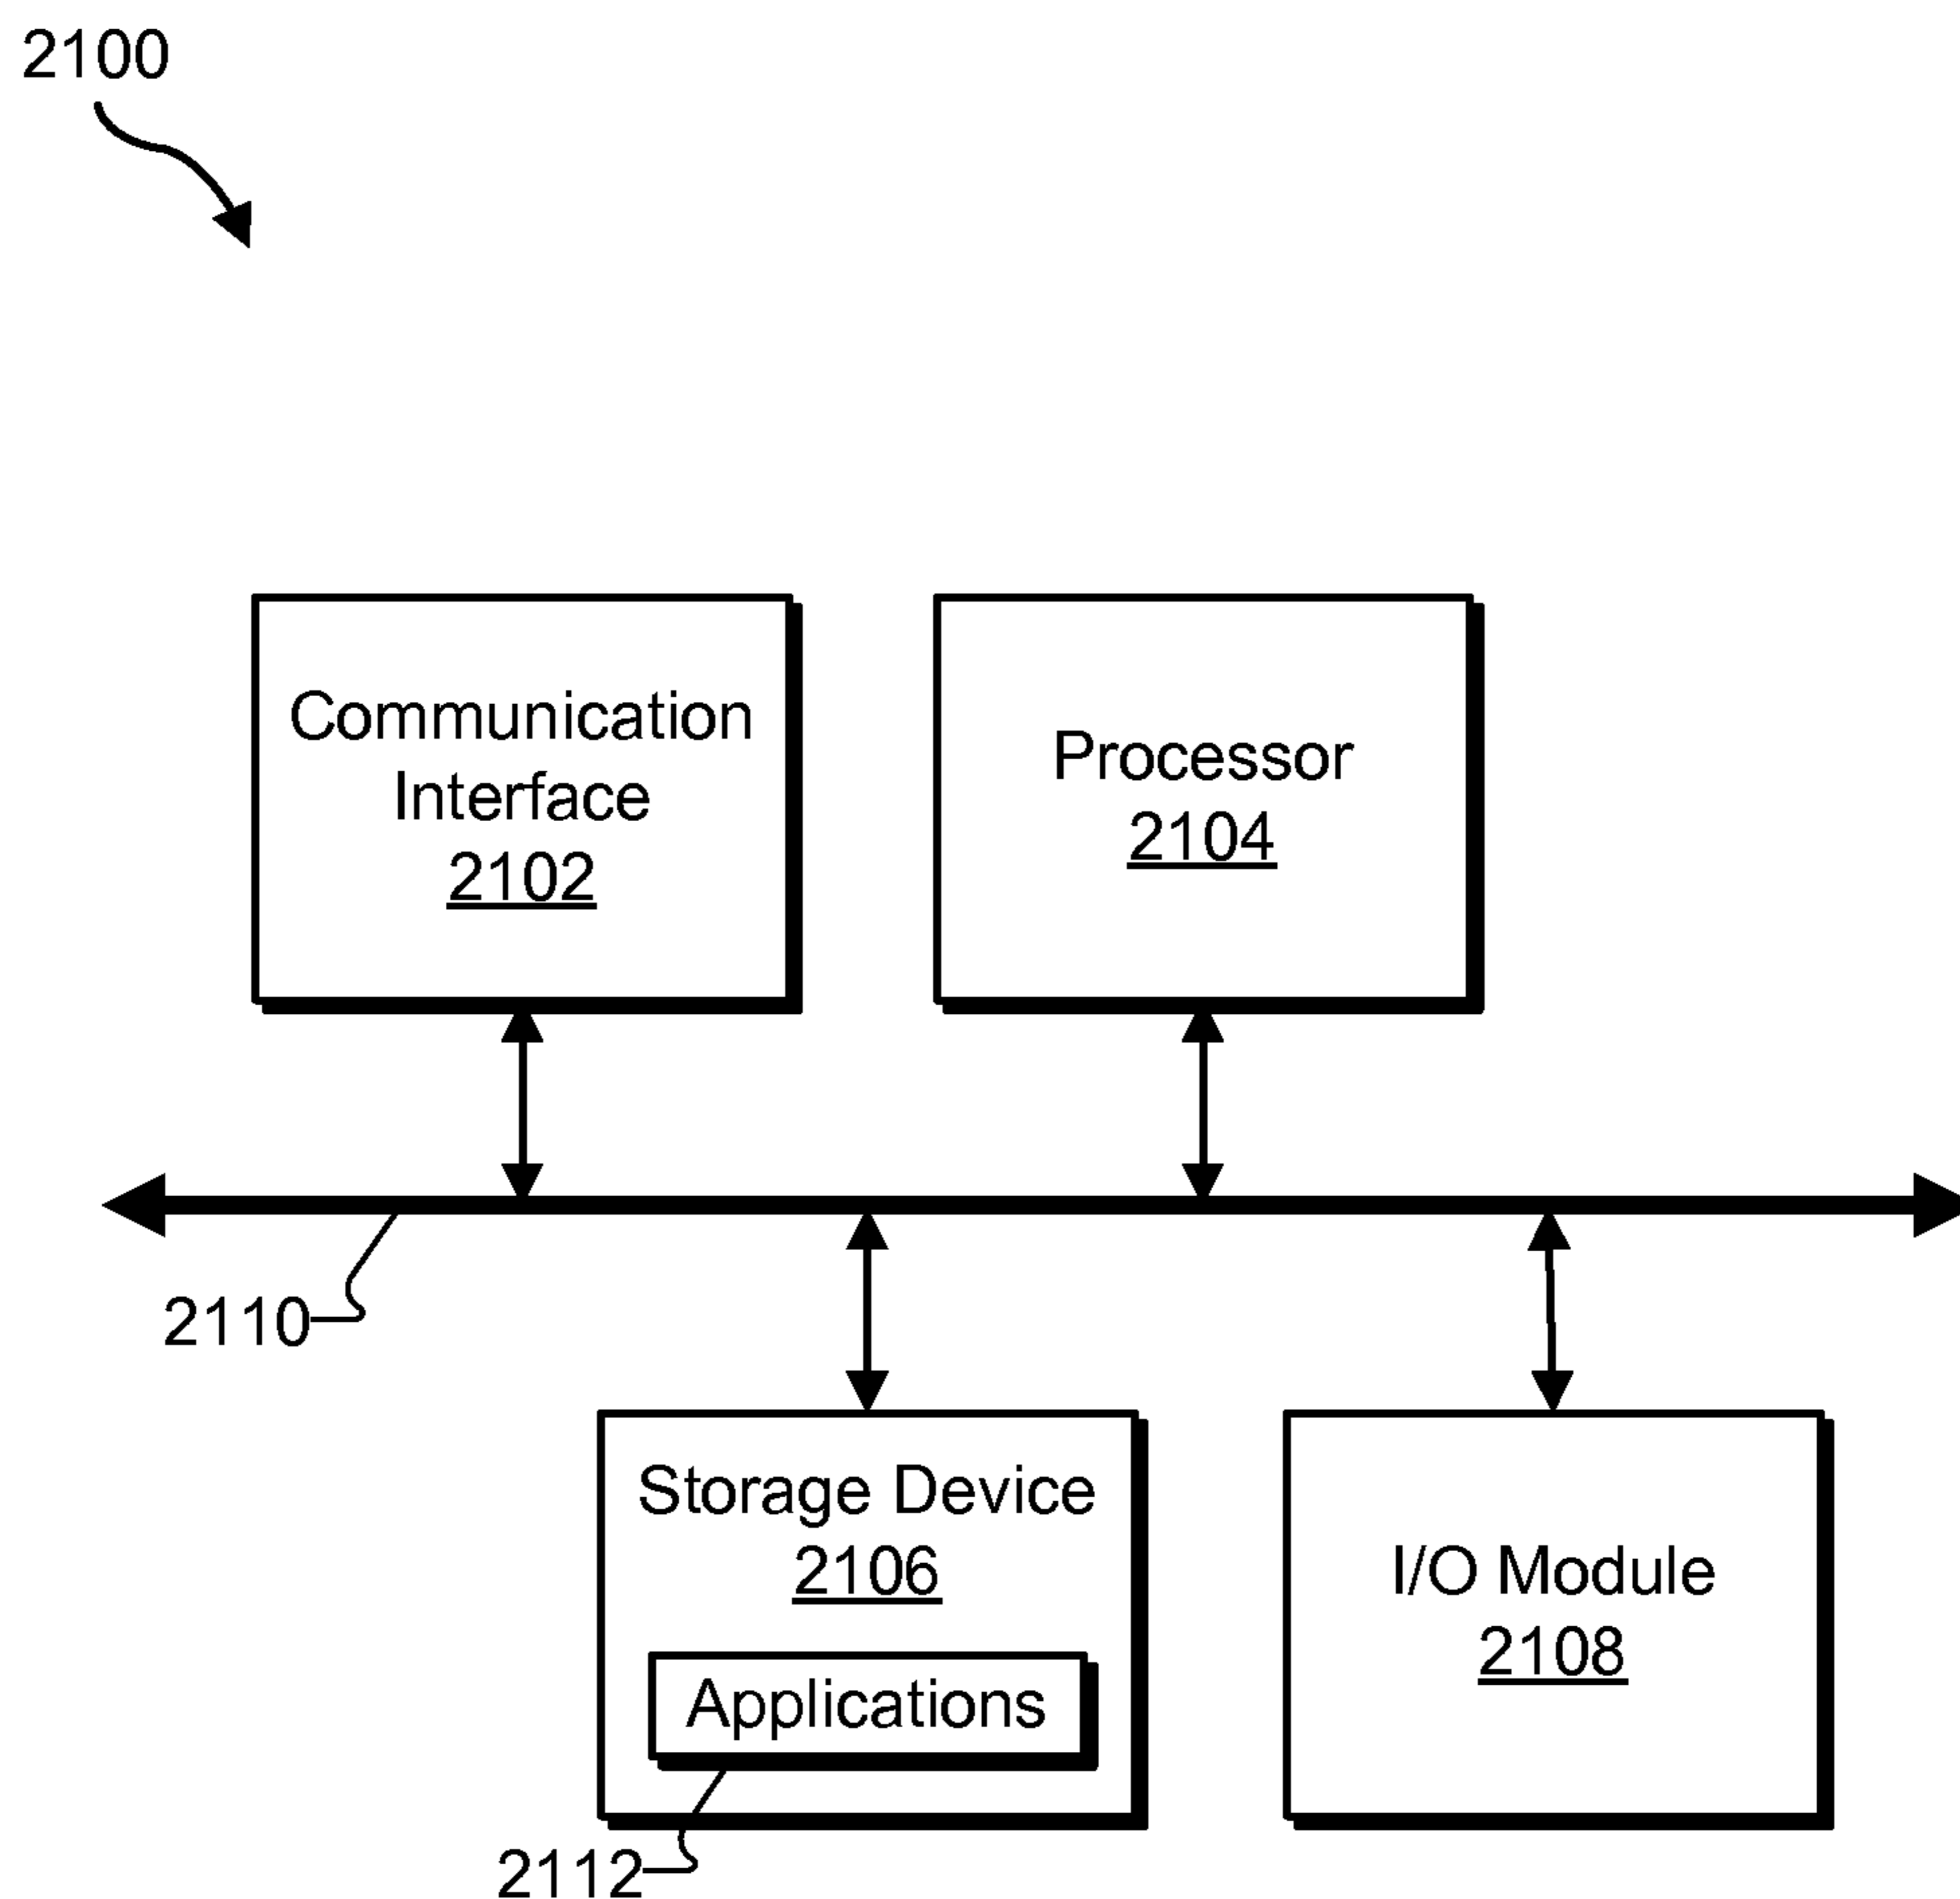 2100
Communication
Interface
2102
Processor
2104
2110
Storage Device
2106
Applications
2112
I/O Module
2108